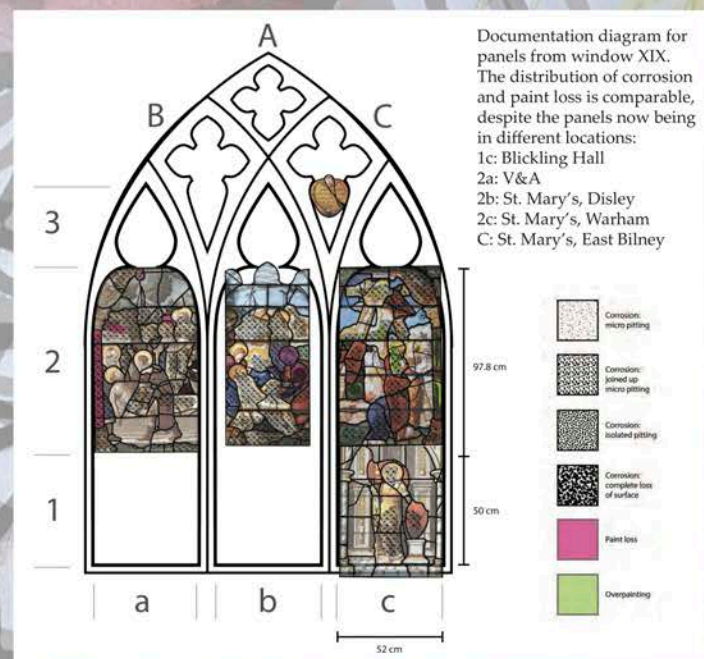 A
B
C
3
2
1
a
b
c
97.8 cm
50 cm
52 cm
Documentation diagram for
panels from window XIX.
The distribution of corrosion
and paint loss is comparable,
despite the panels now being
in different locations:
1c: Blickling Hall
2a: V&A
2b: St. Mary's, Disley
2c: St. Mary's, Warham
C: St. Mary's, East Bilney
Corrosion:
micro pitting
Corrosion:
joined up
micro pitting
Corrosion:
isolated pitting
Corrosion:
complete loss
of surface
Paint loss
Overpainting